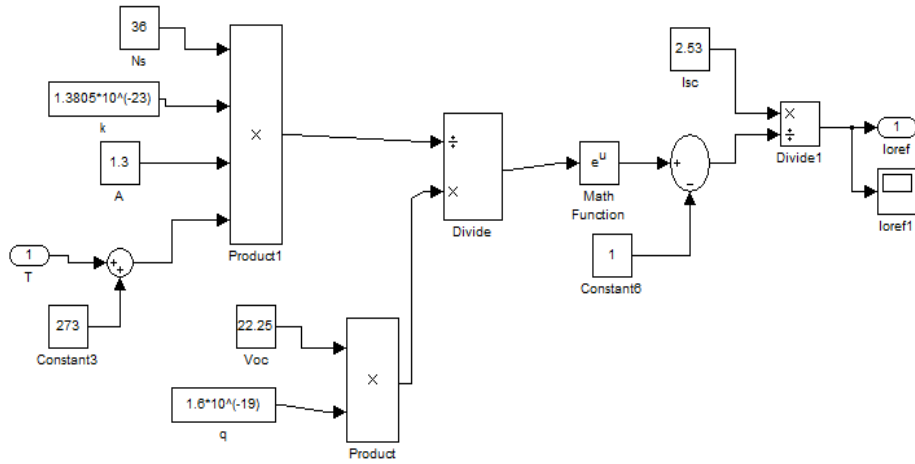 36
Ns
1.3805*10^(-23)
k
1.3
A
1
T
273
Constant3
+
+
×
Product1
22.25
Voc
1.6*10^(-19)
q
×
Product
÷
×
Divide
e^u
Math
Function
1
Constant6
+
-
2.53
Isc
×
÷
Divide1
1
Ioref
Ioref1